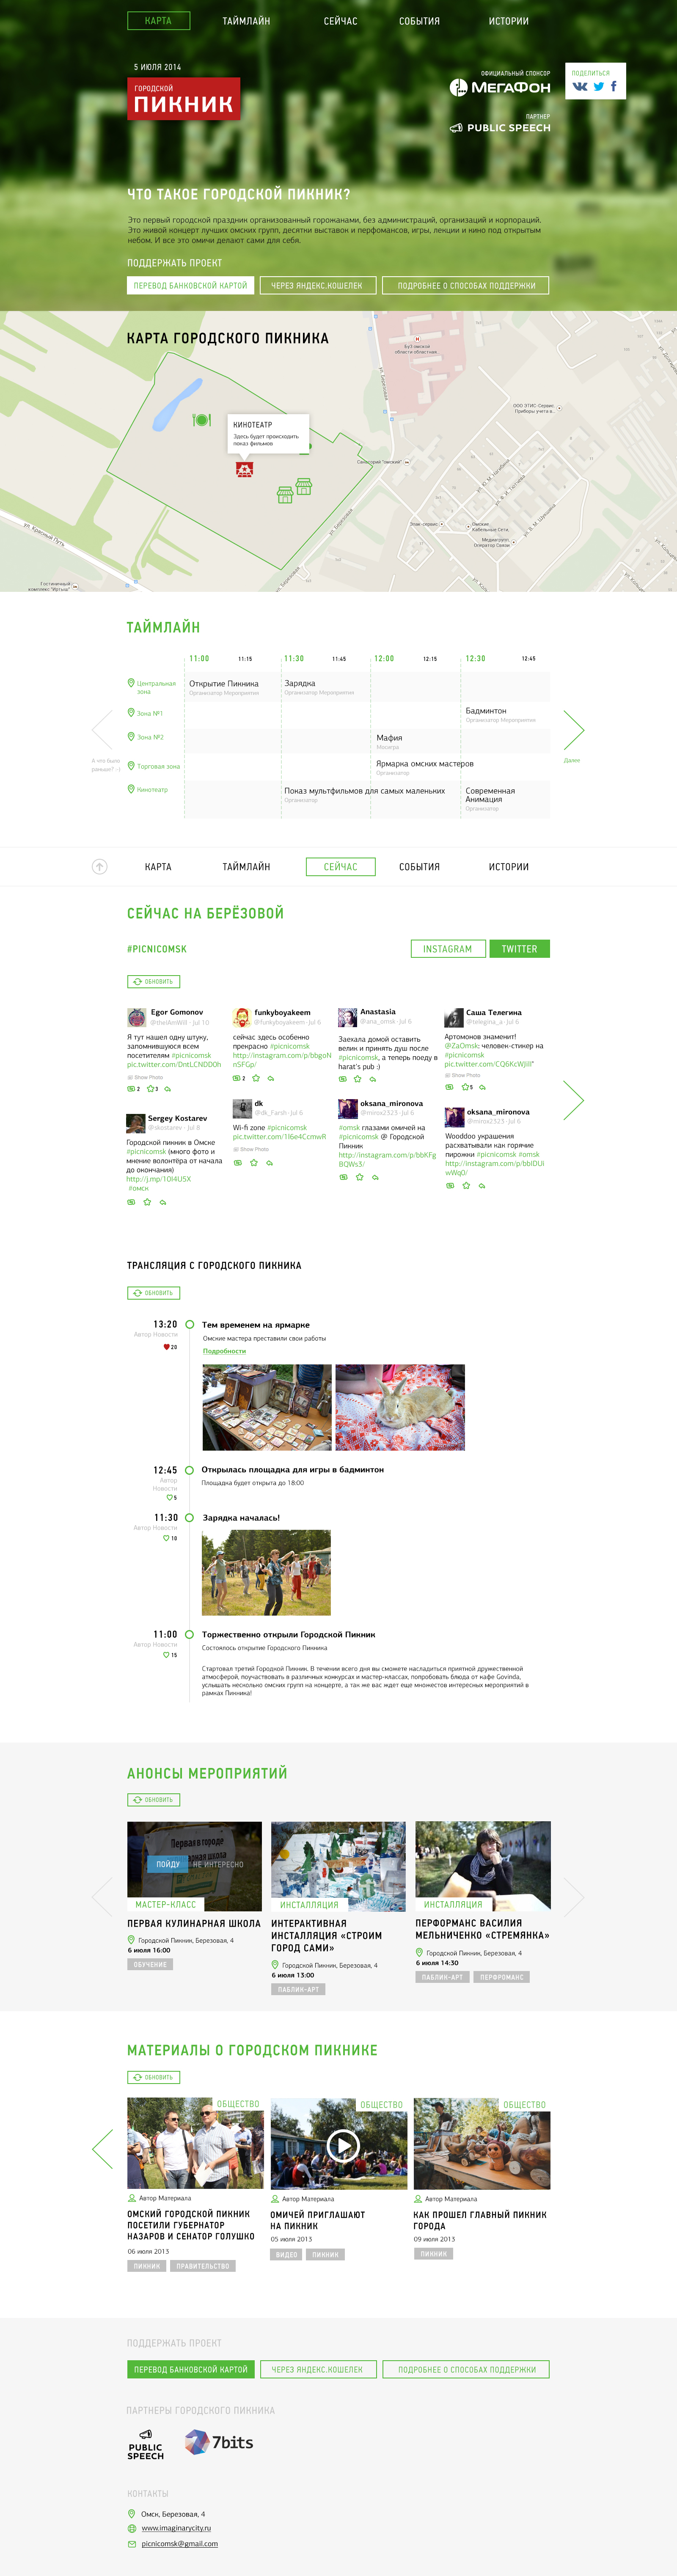 КАРТА ТАЙМЛАЙН СЕЙЧАС СОБЫТИЯ ИСТОРИИ
5 ИЮЛЯ 2014
ГОРОДСКОЙ
ПИКНИК
ОФИЦИАЛЬНЫЙ СПОНСОР
МЕГАФОН
ПАРТНЕР
PUBLIC SPEECH
ПОДЕЛИТЬСЯ
ЧТО ТАКОЕ ГОРОДСКОЙ ПИКНИК?
Это первый городской праздник организованный горожанами, без администраций, организаций и корпораций.
Это живой концерт лучших омских групп, десятки выставок и перфомансов, игры, лекции и кино под открытым
небом. И все это омичи делают сами для себя.
ПОДДЕРЖАТЬ ПРОЕКТ
ПЕРЕВОД БАНКОВСКОЙ КАРТОЙ ЧЕРЕЗ ЯНДЕКС.КОШЕЛЕК ПОДРОБНЕЕ О СПОСОБАХ ПОДДЕРЖКИ
КАРТА ГОРОДСКОГО ПИКНИКА
КИНОТЕАТР
Здесь будет происходить
показ фильмов
ул. Березовая
ул. Красный Путь
ТАЙМЛАЙН
11:00 11:15 11:30 11:45 12:00 12:15 12:30 12:45
Центральная
зона
Открытие Пикника
Организатор Мероприятия
Зарядка
Организатор Мероприятия
Зона №1
Бадминтон
Организатор Мероприятия
Зона №2
Мафия
Мосигра
Торговая зона
Ярмарка омских мастеров
Организатор
Кинотеатр
Показ мультфильмов для самых маленьких
Организатор
Современная
Анимация
Организатор
А что было
раньше? :-)
Далее
КАРТА ТАЙМЛАЙН СЕЙЧАС СОБЫТИЯ ИСТОРИИ
СЕЙЧАС НА БЕРЁЗОВОЙ
#PICNICOMSK
INSTAGRAM TWITTER
ОБНОВИТЬ
Egor Gomonov
@theIAmWill · Jul 10
Я тут нашел одну штуку,
запомнившуюся всем
посетителям #picnicomsk
pic.twitter.com/DntLCNDD0h
Show Photo
2 3
Sergey Kostarev
@skostarev · Jul 8
Городской пикник в Омске
#picnicomsk (много фото и
мнение волонтёра от начала
до окончания)
http://j.mp/10I4U5X
#омск
funkyboyakeem
@funkyboyakeem · Jul 6
сейчас здесь особенно
прекрасно #picnicomsk
http://instagram.com/p/bbgoN
nSFGp/
2
dk
@dk_Farsh · Jul 6
Wi-fi zone #picnicomsk
pic.twitter.com/1I6e4CcmwR
Show Photo
Anastasia
@ana_omsk · Jul 6
Заехала домой оставить
велик и принять душ после
#picnicomsk, а теперь поеду в
harat's pub :)
oksana_mironova
@mirox2323 · Jul 6
#omsk глазами омичей на
#picnicomsk @ Городской
Пикник
http://instagram.com/p/bbKFg
BQWs3/
Саша Телегина
@telegina_a · Jul 6
Артомонов знаменит!
@ZaOmsk: человек-стикер на
#picnicomsk
pic.twitter.com/CQ6KcWJiIl"
Show Photo
5
oksana_mironova
@mirox2323 · Jul 6
Wooddoo украшения
расхватывали как горячие
пирожки #picnicomsk #omsk
http://instagram.com/p/bbIDUi
wWq0/
ТРАНСЛЯЦИЯ С ГОРОДСКОГО ПИКНИКА
ОБНОВИТЬ
13:20
Автор Новости
20
Тем временем на ярмарке
Омские мастера преставили свои работы
Подробности
12:45
Автор
Новости
5
Открылась площадка для игры в бадминтон
Площадка будет открыта до 18:00
11:30
Автор Новости
10
Зарядка началась!
11:00
Автор Новости
15
Торжественно открыли Городской Пикник
Состоялось открытие Городского Пикника
Стартовал третий Городкой Пикник. В течении всего дня вы сможете насладиться приятной дружественной
атмосферой, поучаствовать в различных конкурсах и мастер-классах, попробовать блюда от кафе Govinda,
услышать несколько омских групп на концерте, а так же вас ждет еще множестов интересных мероприятий в
рамках Пикника!
АНОНСЫ МЕРОПРИЯТИЙ
ОБНОВИТЬ
ПОЙДУ НЕ ИНТЕРЕСНО
МАСТЕР-КЛАСС
ПЕРВАЯ КУЛИНАРНАЯ ШКОЛА
Городской Пикник, Березовая, 4
6 июля 16:00
ОБУЧЕНИЕ
ИНСТАЛЛЯЦИЯ
ИНТЕРАКТИВНАЯ
ИНСТАЛЛЯЦИЯ «СТРОИМ
ГОРОД САМИ»
Городской Пикник, Березовая, 4
6 июля 13:00
ПАБЛИК-АРТ
ИНСТАЛЛЯЦИЯ
ПЕРФОРМАНС ВАСИЛИЯ
МЕЛЬНИЧЕНКО «СТРЕМЯНКА»
Городской Пикник, Березовая, 4
6 июля 14:30
ПАБЛИК-АРТ ПЕРФРОМАНС
МАТЕРИАЛЫ О ГОРОДСКОМ ПИКНИКЕ
ОБНОВИТЬ
ОБЩЕСТВО
Автор Материала
ОМСКИЙ ГОРОДСКОЙ ПИКНИК
ПОСЕТИЛИ ГУБЕРНАТОР
НАЗАРОВ И СЕНАТОР ГОЛУШКО
06 июля 2013
ПИКНИК ПРАВИТЕЛЬСТВО
ОБЩЕСТВО
Автор Материала
ОМИЧЕЙ ПРИГЛАШАЮТ
НА ПИКНИК
05 июля 2013
ВИДЕО ПИКНИК
ОБЩЕСТВО
Автор Материала
КАК ПРОШЕЛ ГЛАВНЫЙ ПИКНИК
ГОРОДА
09 июля 2013
ПИКНИК
ПОДДЕРЖАТЬ ПРОЕКТ
ПЕРЕВОД БАНКОВСКОЙ КАРТОЙ ЧЕРЕЗ ЯНДЕКС.КОШЕЛЕК ПОДРОБНЕЕ О СПОСОБАХ ПОДДЕРЖКИ
ПАРТНЕРЫ ГОРОДСКОГО ПИКНИКА
PUBLIC
SPEECH
7bits
КОНТАКТЫ
Омск, Березовая, 4
www.imaginarycity.ru
picnicomsk@gmail.com